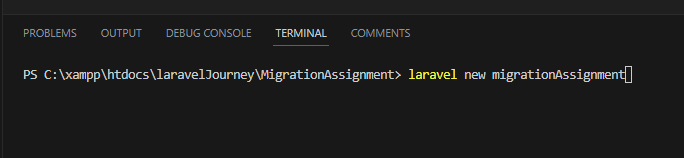 PROBLEMS OUTPUT DEBUG CONSOLE TERMINAL COMMENTS
PS C:\xampp\htdocs\laravelJourney\MigrationAssignment> laravel new migrationAssignment